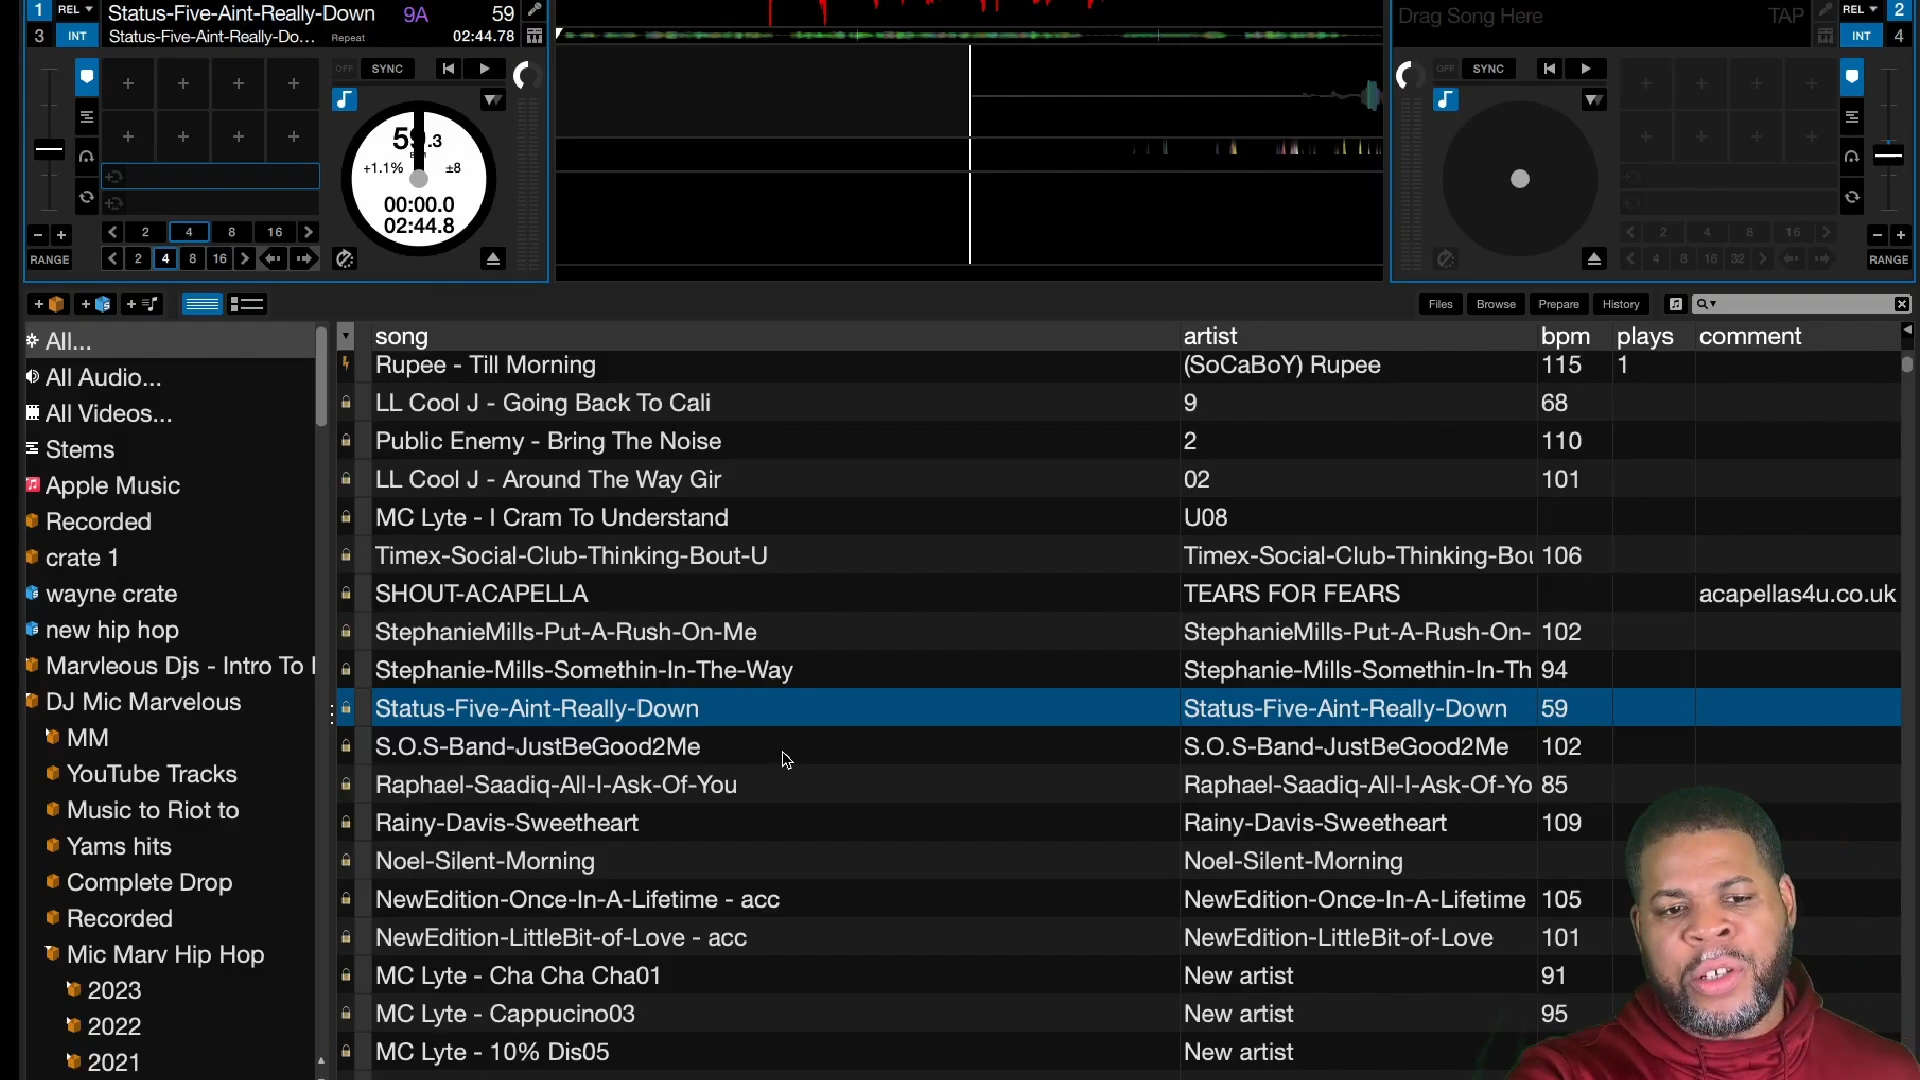 1 REL Status-Five-Aint-Really-Down 9A 59
3 INT Status-Five-Aint-Really-Do... Repeat 02:44.78
OFF SYNC
59.3
+1.1% ±8
00:00.0
02:44.8
2 4 8 16
2 4 8 16
RANGE
Drag Song Here TAP REL 2
INT 4
OFF SYNC
2 4 8 16
4 8 16 32
RANGE
Files Browse Prepare History
All...
All Audio...
All Videos...
Stems
Apple Music
Recorded
crate 1
wayne crate
new hip hop
Marvleous Djs - Intro To
DJ Mic Marvelous
MM
YouTube Tracks
Music to Riot to
Yams hits
Complete Drop
Recorded
Mic Marv Hip Hop
2023
2022
2021
song artist bpm plays comment
Rupee - Till Morning (SoCaBoY) Rupee 115 1
LL Cool J - Going Back To Cali 9 68
Public Enemy - Bring The Noise 2 110
LL Cool J - Around The Way Gir 02 101
MC Lyte - I Cram To Understand U08
Timex-Social-Club-Thinking-Bout-U Timex-Social-Club-Thinking-Bou 106
SHOUT-ACAPELLA TEARS FOR FEARS acapellas4u.co.uk
StephanieMills-Put-A-Rush-On-Me StephanieMills-Put-A-Rush-On- 102
Stephanie-Mills-Somethin-In-The-Way Stephanie-Mills-Somethin-In-Th 94
Status-Five-Aint-Really-Down Status-Five-Aint-Really-Down 59
S.O.S-Band-JustBeGood2Me S.O.S-Band-JustBeGood2Me 102
Raphael-Saadiq-All-I-Ask-Of-You Raphael-Saadiq-All-I-Ask-Of-Yo 85
Rainy-Davis-Sweetheart Rainy-Davis-Sweetheart 109
Noel-Silent-Morning Noel-Silent-Morning
NewEdition-Once-In-A-Lifetime - acc NewEdition-Once-In-A-Lifetime 105
NewEdition-LittleBit-of-Love - acc NewEdition-LittleBit-of-Love 101
MC Lyte - Cha Cha Cha01 New artist 91
MC Lyte - Cappucino03 New artist 95
MC Lyte - 10% Dis05 New artist